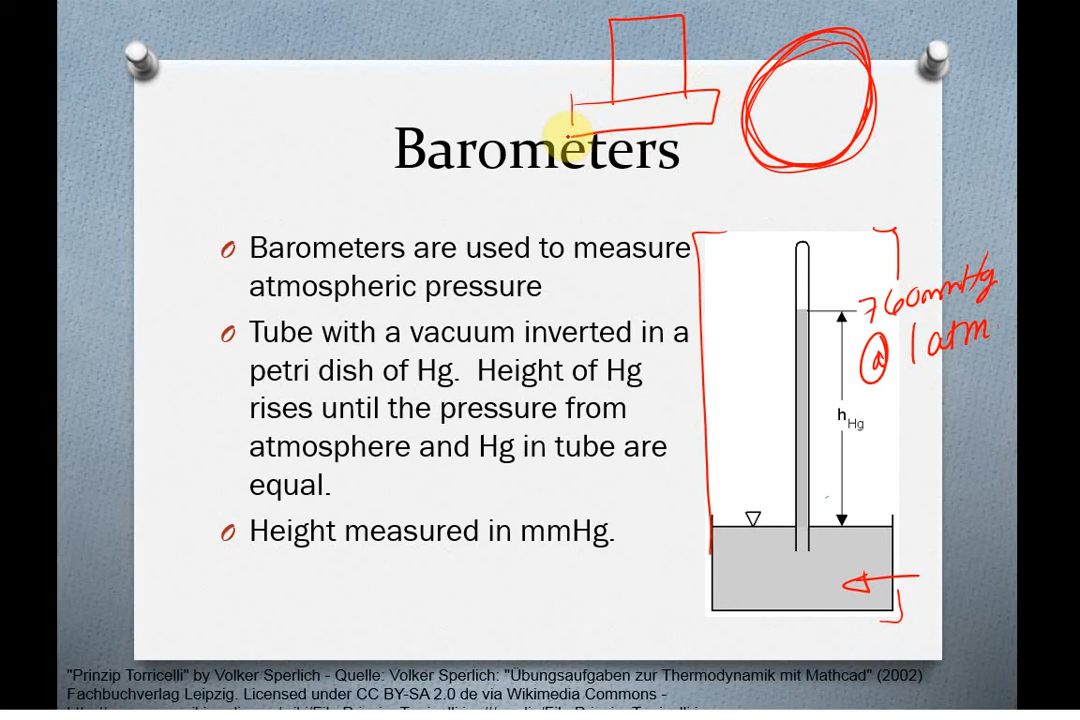 Barometers
O Barometers are used to measure
atmospheric pressure
O Tube with a vacuum inverted in a
petri dish of Hg. Height of Hg
rises until the pressure from
atmosphere and Hg in tube are
equal.
O Height measured in mmHg.
760mmHg
@ 1 atm
hHg
"Prinzip Torricelli" by Volker Sperlich - Quelle: Volker Sperlich: "Übungsaufgaben zur Thermodynamik mit Mathcad" (2002)
Fachbuchverlag Leipzig. Licensed under CC BY-SA 2.0 de via Wikimedia Commons -